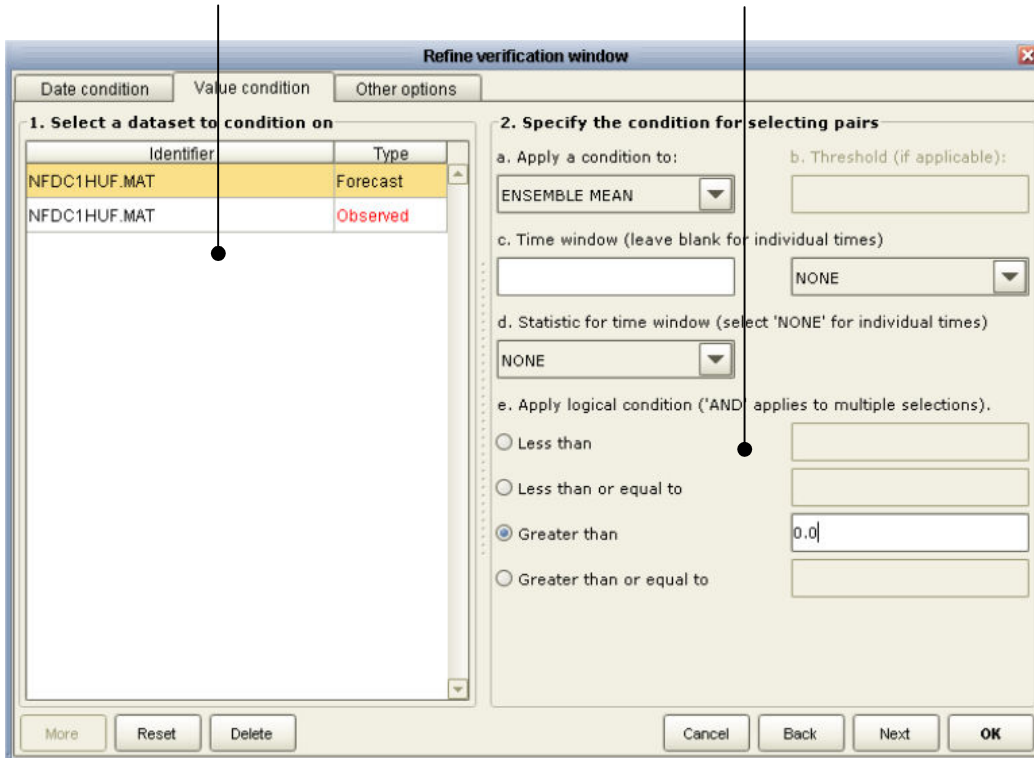 Refine verification window
Date condition Value condition Other options
1. Select a dataset to condition on
Identifier Type
NFDC1HUF.MAT Forecast
NFDC1HUF.MAT Observed
2. Specify the condition for selecting pairs
a. Apply a condition to: b. Threshold (if applicable):
ENSEMBLE MEAN
c. Time window (leave blank for individual times)
NONE
d. Statistic for time window (select 'NONE' for individual times)
NONE
e. Apply logical condition ('AND' applies to multiple selections).
Less than
Less than or equal to
Greater than 0.0
Greater than or equal to
More Reset Delete Cancel Back Next OK